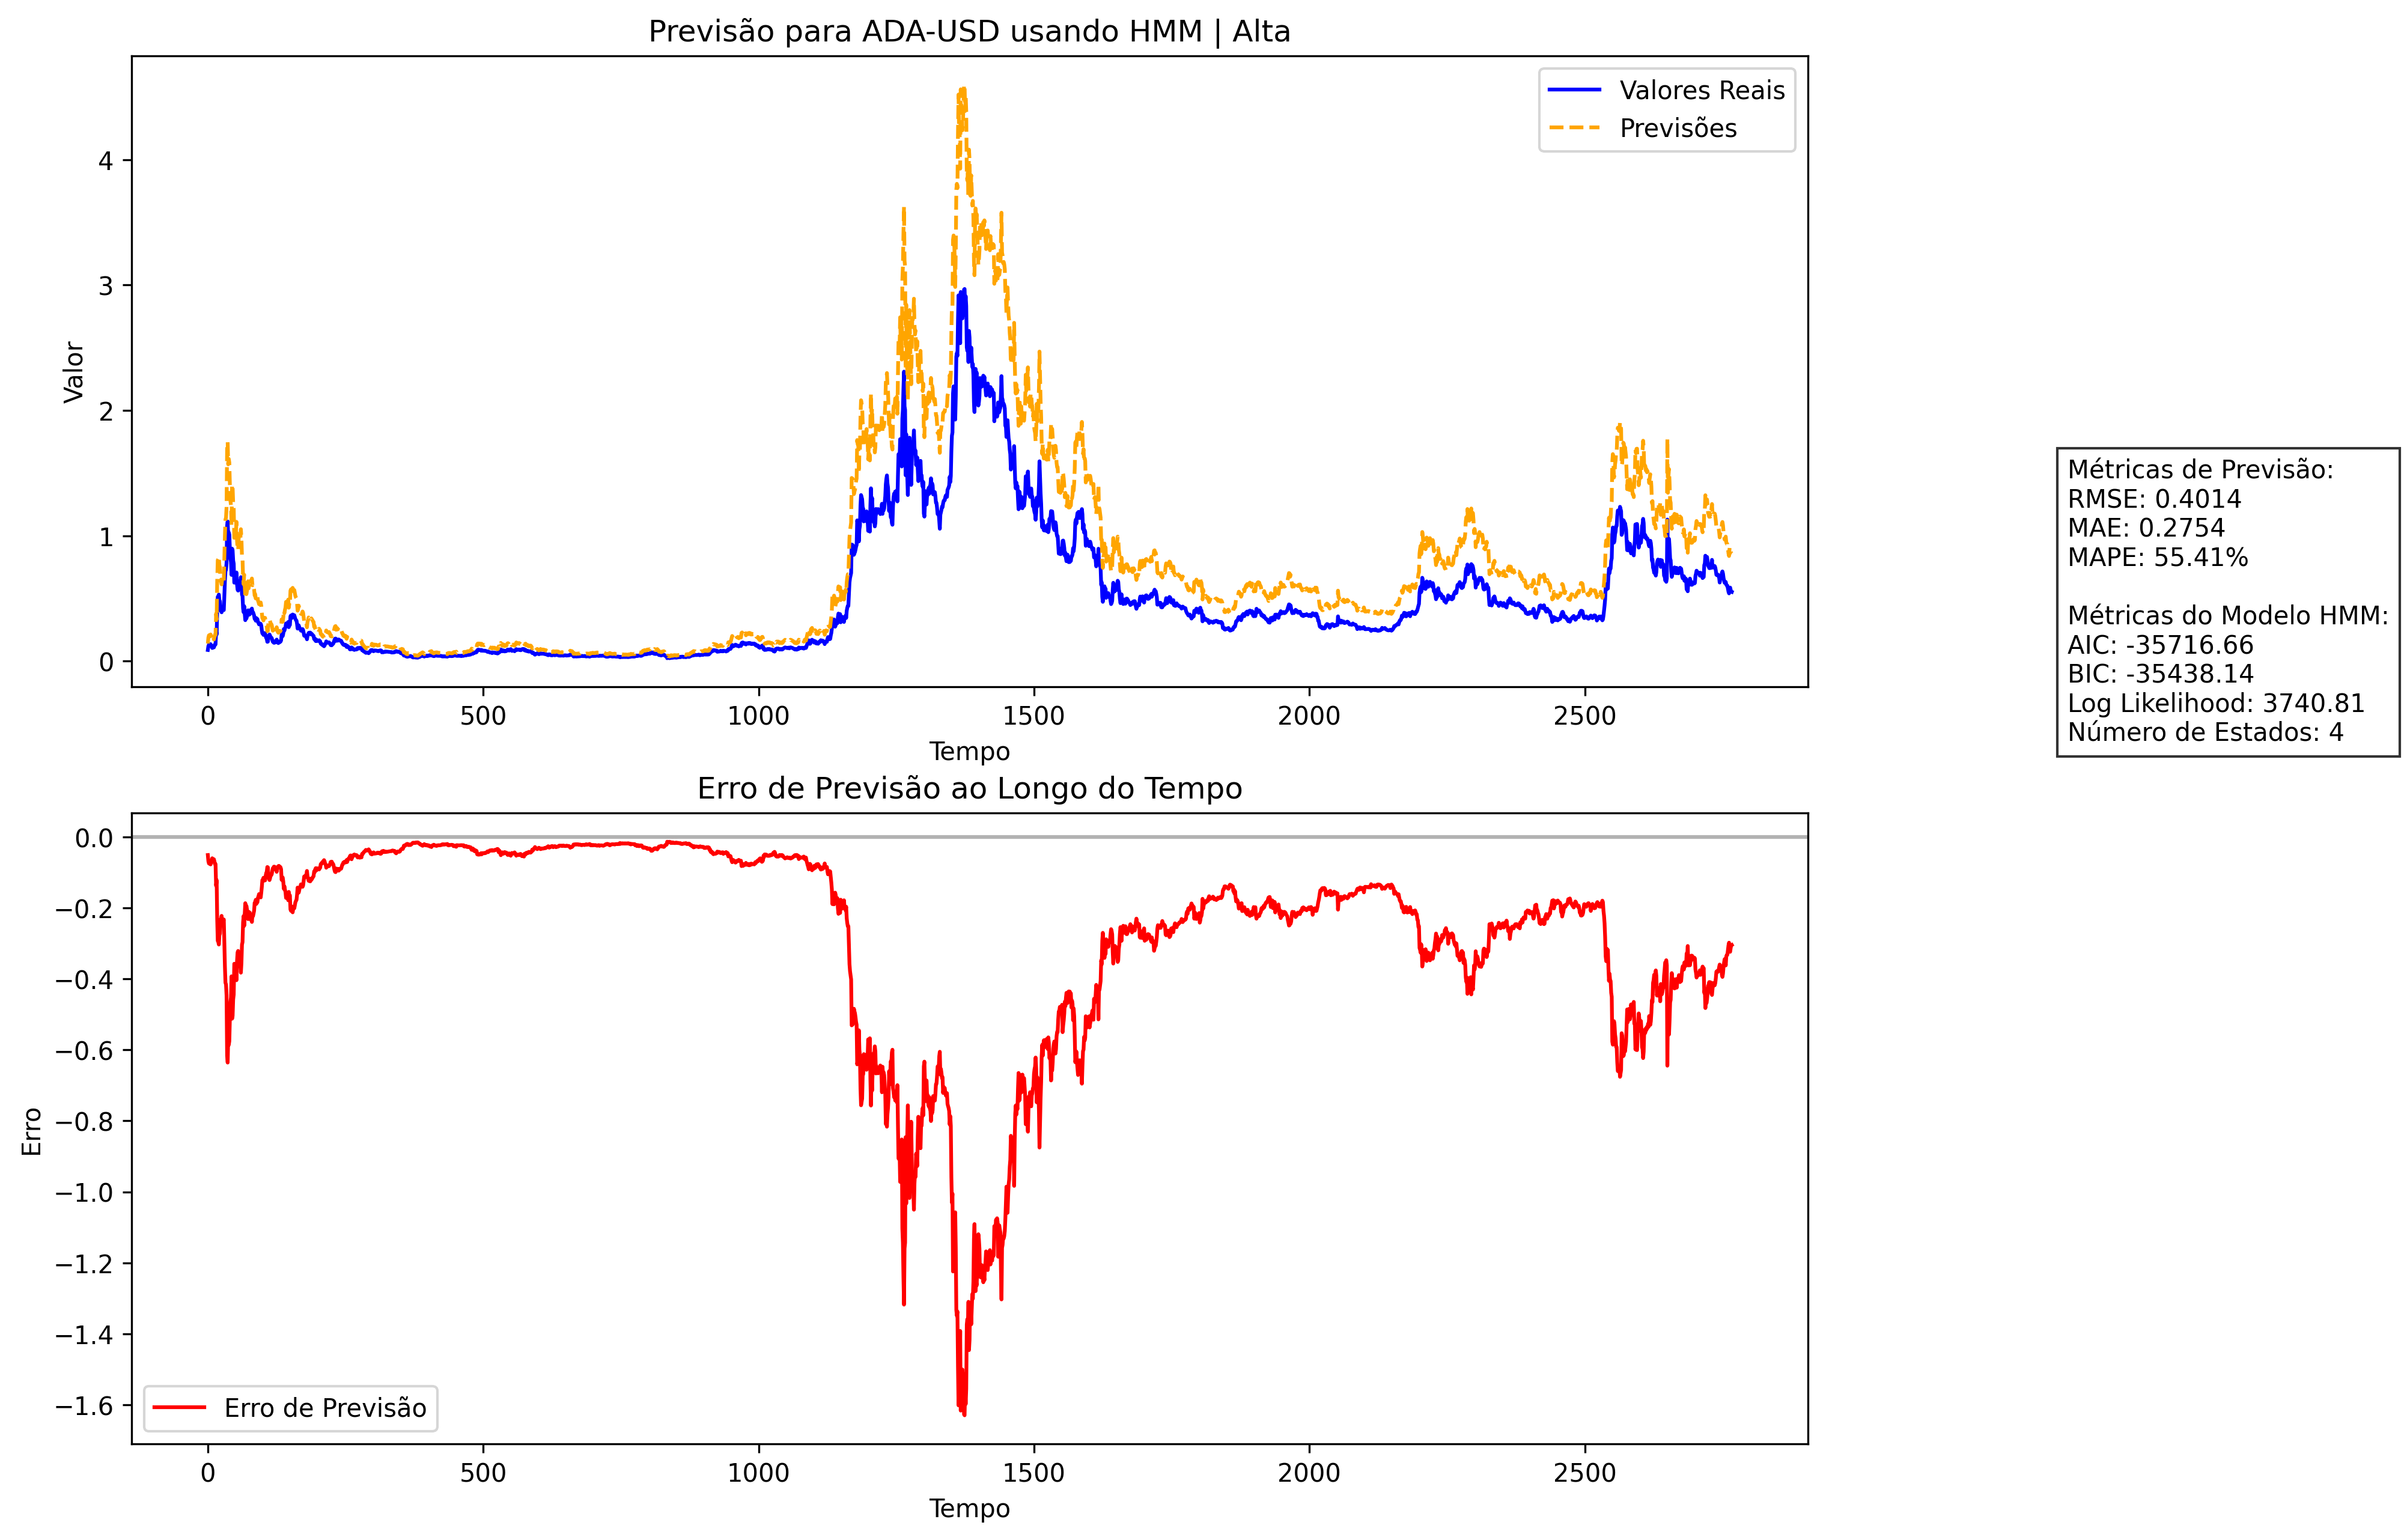 Previsão para ADA-USD usando HMM | Alta
Valores Reais
Previsões
Valor
4
3
2
1
0
0 500 1000 1500 2000 2500
Tempo
Métricas de Previsão:
RMSE: 0.4014
MAE: 0.2754
MAPE: 55.41%
Métricas do Modelo HMM:
AIC: -35716.66
BIC: -35438.14
Log Likelihood: 3740.81
Número de Estados: 4
Erro de Previsão ao Longo do Tempo
Erro
0.0
−0.2
−0.4
−0.6
−0.8
−1.0
−1.2
−1.4
−1.6
Erro de Previsão
0 500 1000 1500 2000 2500
Tempo